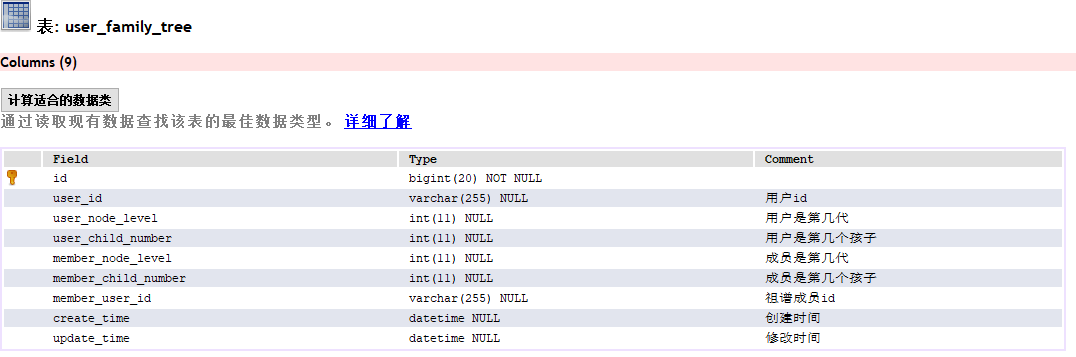 表: user_family_tree
Columns (9)
计算适合的数据类
通过读取现有数据查找该表的最佳数据类型。 详细了解
Field Type Comment
id bigint(20) NOT NULL
user_id varchar(255) NULL 用户id
user_node_level int(11) NULL 用户是第几代
user_child_number int(11) NULL 用户是第几个孩子
member_node_level int(11) NULL 成员是第几代
member_child_number int(11) NULL 成员是第几个孩子
member_user_id varchar(255) NULL 祖谱成员id
create_time datetime NULL 创建时间
update_time datetime NULL 修改时间